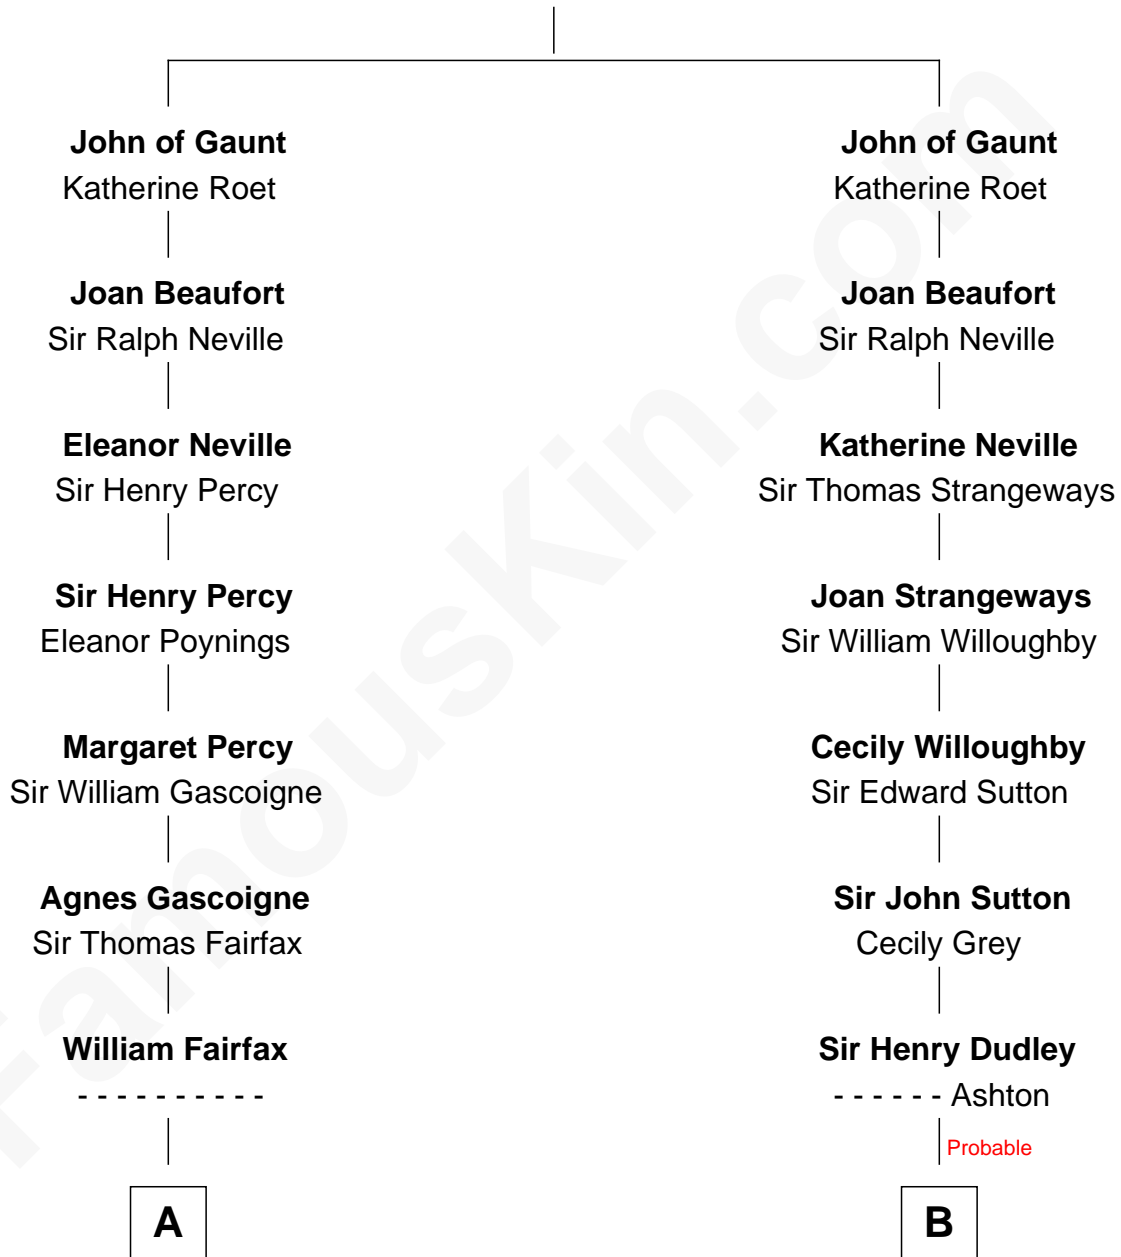 John of Gaunt
Katherine Roet
Joan Beaufort
Sir Ralph Neville
Eleanor Neville
Sir Henry Percy
Sir Henry Percy
Eleanor Poynings
Margaret Percy
Sir William Gascoigne
Agnes Gascoigne
Sir Thomas Fairfax
William Fairfax
- - - - - - - - - -
A
John of Gaunt
Katherine Roet
Joan Beaufort
Sir Ralph Neville
Katherine Neville
Sir Thomas Strangeways
Joan Strangeways
Sir William Willoughby
Cecily Willoughby
Sir Edward Sutton
Sir John Sutton
Cecily Grey
Sir Henry Dudley
- - - - - - Ashton
Probable
B
FamousKin.com